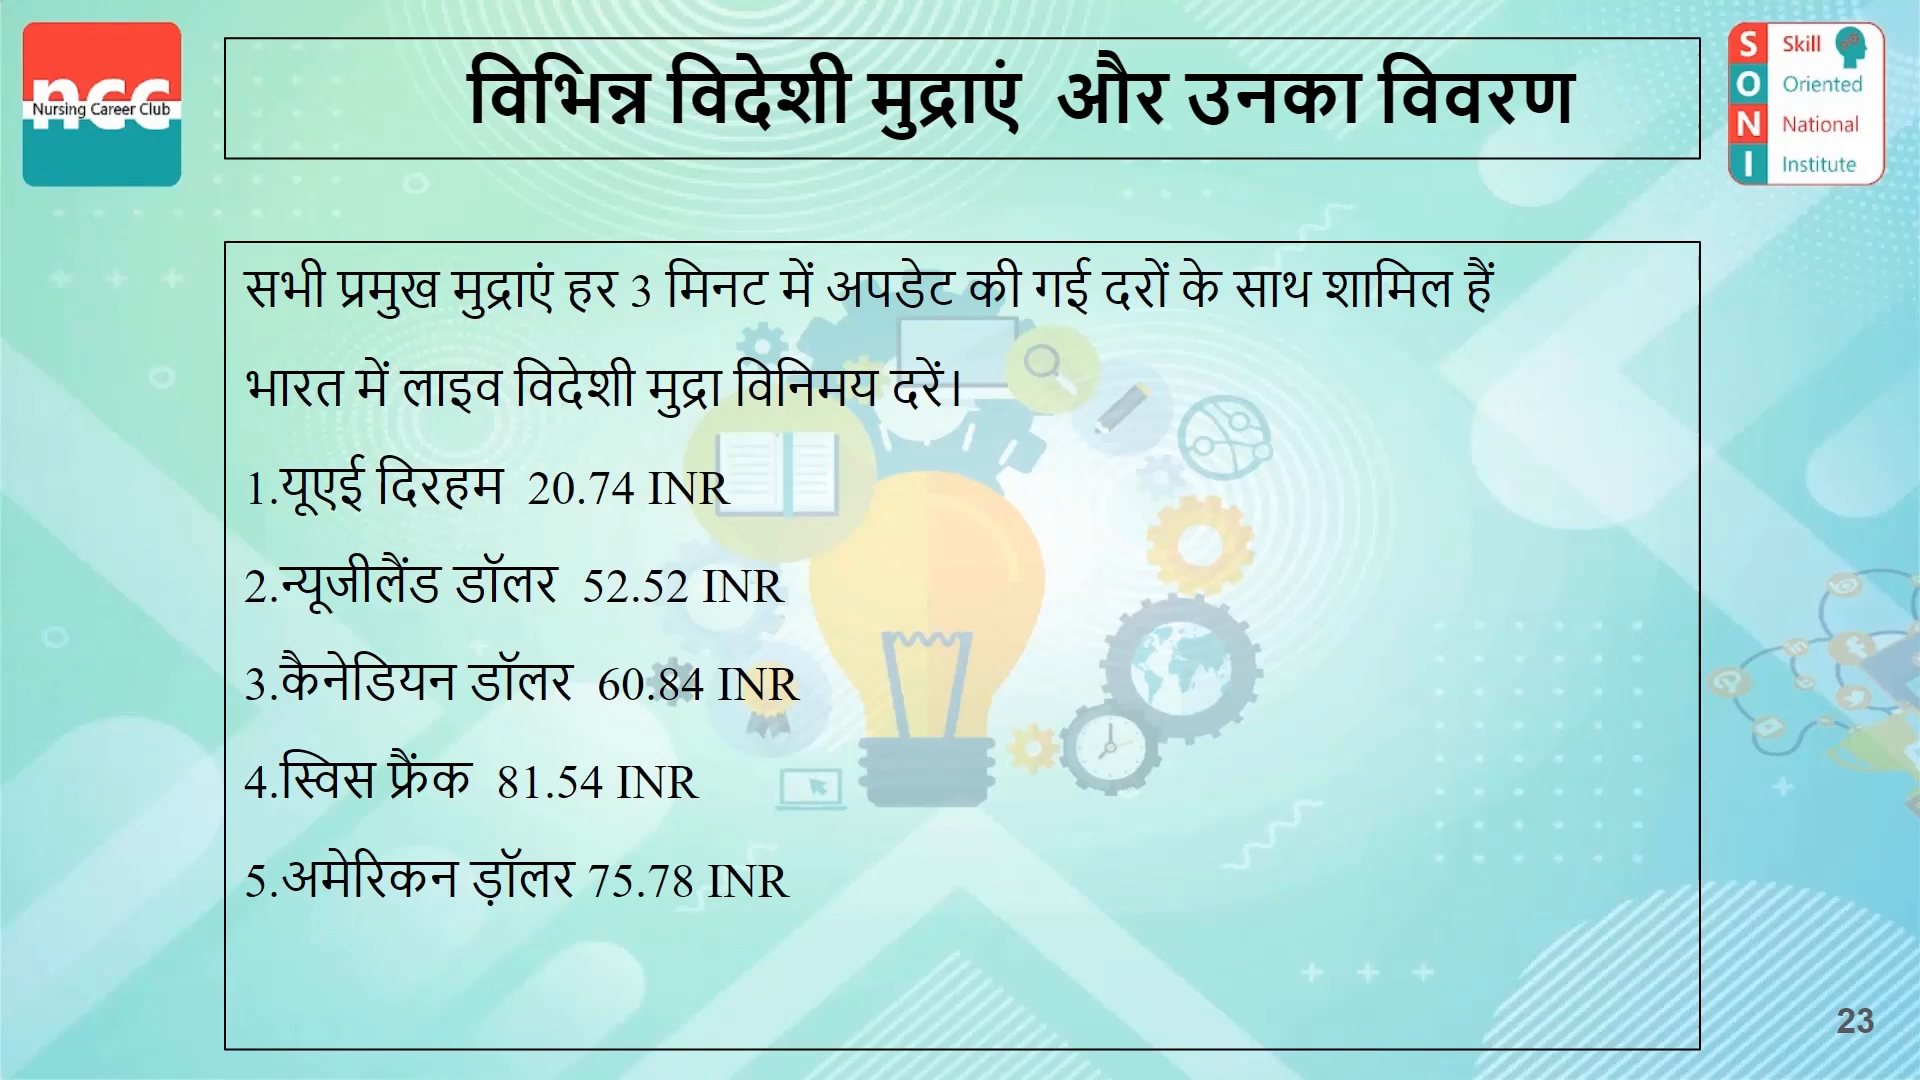 ncc
Nursing Career Club
विभिन्न विदेशी मुद्राएं  और उनका विवरण
S Skill
O Oriented
N National
I Institute
सभी प्रमुख मुद्राएं हर 3 मिनट में अपडेट की गई दरों के साथ शामिल हैं
भारत में लाइव विदेशी मुद्रा विनिमय दरें।
1.यूएई दिरहम  20.74 INR
2.न्यूजीलैंड डॉलर  52.52 INR
3.कैनेडियन डॉलर  60.84 INR
4.स्विस फ्रैंक  81.54 INR
5.अमेरिकन ड़ॉलर 75.78 INR
23